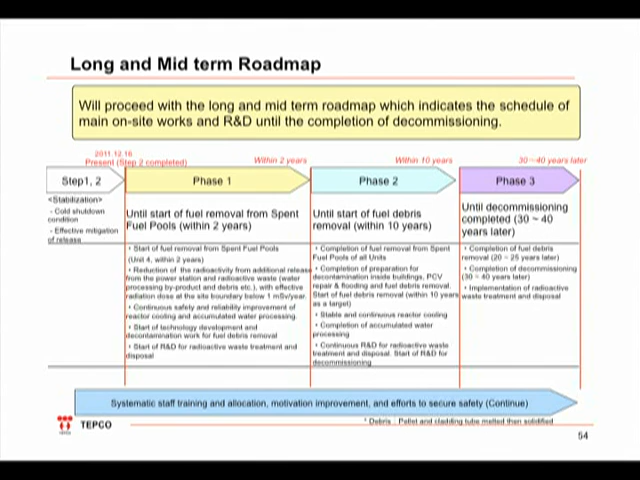 Long and Mid term Roadmap
Will proceed with the long and mid term roadmap which indicates the schedule of
main on-site works and R&D until the completion of decommissioning.
2011.12.16
Present (Step 2 completed)
Within 2 years
Within 10 years
30~40 years later
Step1, 2
Phase 1
Phase 2
Phase 3
<Stabilization>
- Cold shutdown
condition
- Effective mitigation
of release
Until start of fuel removal from Spent
Fuel Pools (within 2 years)
Until start of fuel debris
removal (within 10 years)
Until decommissioning
completed (30 ~ 40
years later)
・Start of fuel removal from Spent Fuel Pools
(Unit 4, within 2 years)
・Reduction of the radioactivity from additional release
from the power station and radioactive waste (water
processing by-product and debris etc.), with effective
radiation dose at the site boundary below 1 mSv/year.
・Continuous safety and reliability improvement of
reactor cooling and accumulated water processing.
・Start of technology development and
decontamination work for fuel debris removal
・Start of R&D for radioactive waste treatment and
disposal
・Completion of fuel removal from Spent
Fuel Pools of all Units
・Completion of preparation for
decontamination inside buildings, PCV
repair & flooding and fuel debris removal.
Start of fuel debris removal (within 10 years
as a target)
・Stable and continuous reactor cooling
・Completion of accumulated water
processing
・Continuous R&D for radioactive waste
treatment and disposal. Start of R&D for
decommissioning
・Completion of fuel debris
removal (20 ~ 25 years later)
・Completion of decommissioning
(30 ~ 40 years later)
・Implementation of radioactive
waste treatment and disposal
Systematic staff training and allocation, motivation improvement, and efforts to secure safety (Continue)
TEPCO
TEPCO
* Debris : Pellet and cladding tube melted then solidified
54